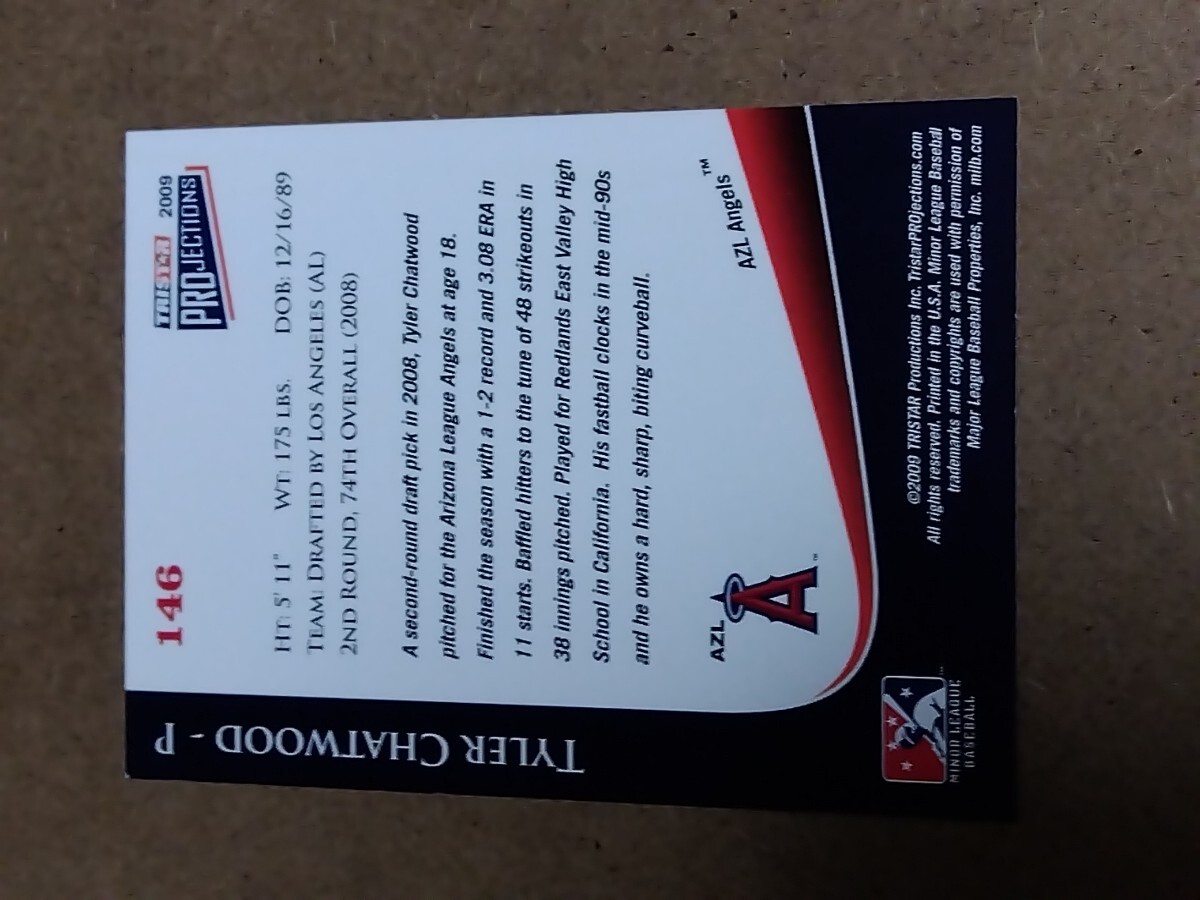 TYLER CHATWOOD - P
146
TRISTAR 2009
PROJECTIONS
HT: 5' 11" WT: 175 LBS. DOB: 12/16/89
TEAM: DRAFTED BY LOS ANGELES (AL)
2ND ROUND, 74TH OVERALL (2008)
A second-round draft pick in 2008, Tyler Chatwood
pitched for the Arizona League Angels at age 18.
Finished the season with a 1-2 record and 3.08 ERA in
11 starts. Baffled hitters to the tune of 48 strikeouts in
38 innings pitched. Played for Redlands East Valley High
School in California. His fastball clocks in the mid-90s
and he owns a hard, sharp, biting curveball.
AZL
A™
AZL Angels™
MINOR LEAGUE™
BASEBALL
©2009 TRISTAR Productions Inc. TristarPROjections.com
All rights reserved. Printed in the U.S.A. Minor League Baseball
trademarks and copyrights are used with permission of
Major League Baseball Properties, Inc. milb.com